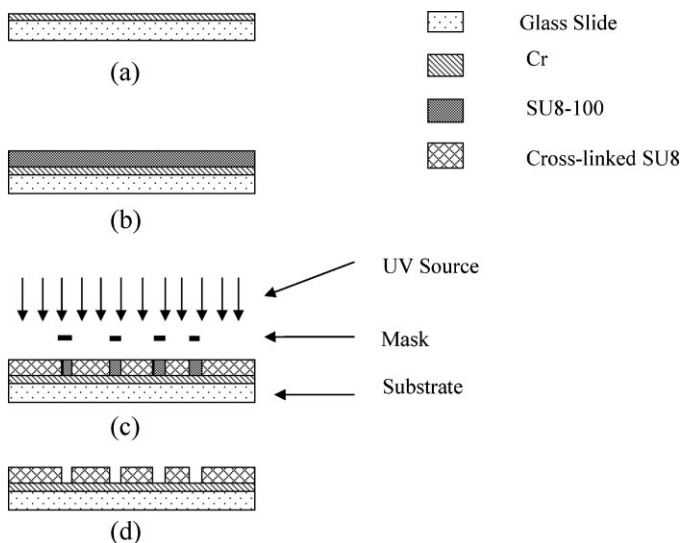 Glass Slide
(a)
Cr
SU8-100
Cross-linked SU8
(b)
UV Source
Mask
Substrate
(c)
(d)